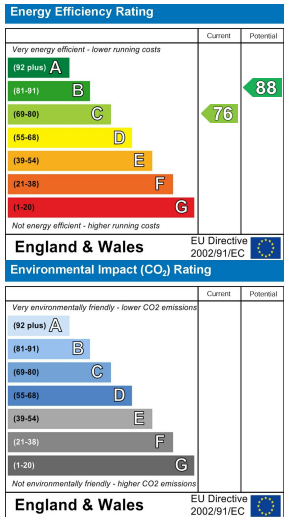 Energy Efficiency Rating
Current Potential
Very energy efficient - lower running costs
(92 plus) A
(81-91) B
88
(69-80) C
76
(55-68) D
(39-54) E
(21-38) F
(1-20) G
Not energy efficient - higher running costs
England & Wales
EU Directive
2002/91/EC
Environmental Impact (CO₂) Rating
Current Potential
Very environmentally friendly - lower CO2 emissions
(92 plus) A
(81-91) B
(69-80) C
(55-68) D
(39-54) E
(21-38) F
(1-20) G
Not environmentally friendly - higher CO2 emissions
England & Wales
EU Directive
2002/91/EC